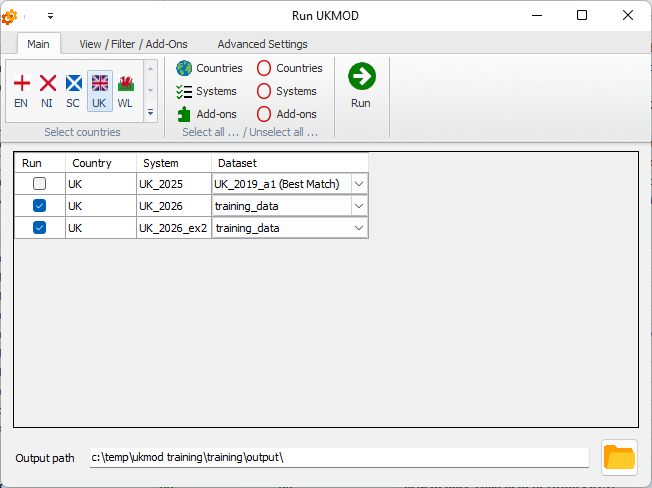 Run UKMOD
Main View / Filter / Add-Ons Advanced Settings
Countries Countries
Systems Systems
EN NI SC UK WL Add-ons Add-ons Run
Select countries Select all ... / Unselect all ...
Run Country System Dataset
UK UK_2025 UK_2019_a1 (Best Match)
UK UK_2026 training_data
UK UK_2026_ex2 training_data
Output path c:\temp\ukmod training\training\output\